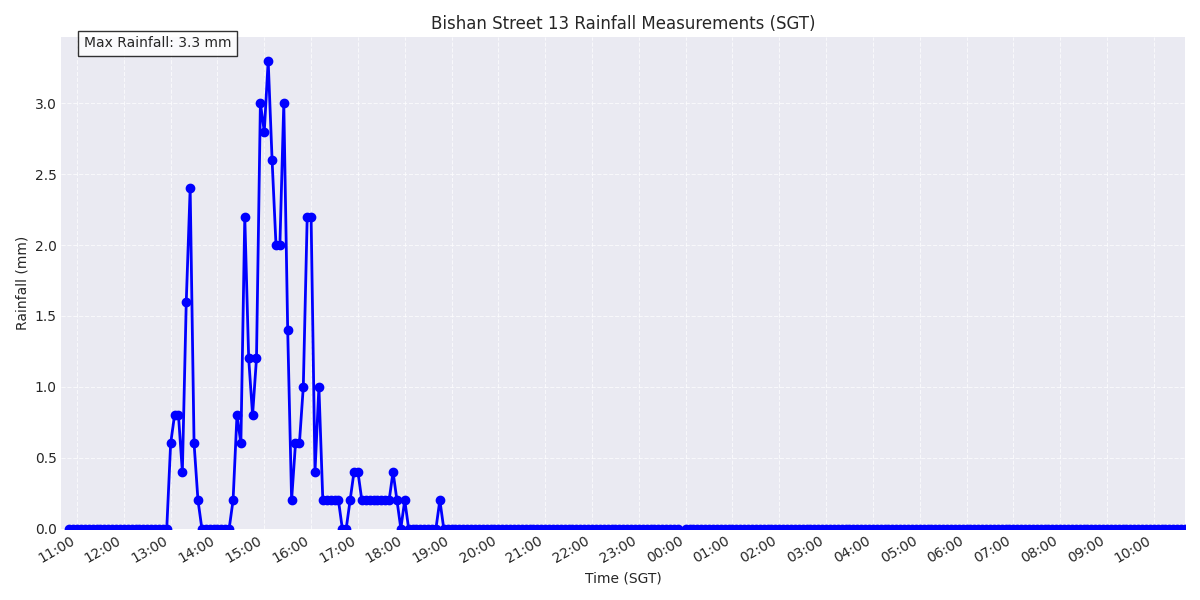 Bishan Street 13 Rainfall Measurements (SGT)
Max Rainfall: 3.3 mm
Rainfall (mm)
3.0
2.5
2.0
1.5
1.0
0.5
0.0
11:00 12:00 13:00 14:00 15:00 16:00 17:00 18:00 19:00 20:00 21:00 22:00 23:00 00:00 01:00 02:00 03:00 04:00 05:00 06:00 07:00 08:00 09:00 10:00
Time (SGT)